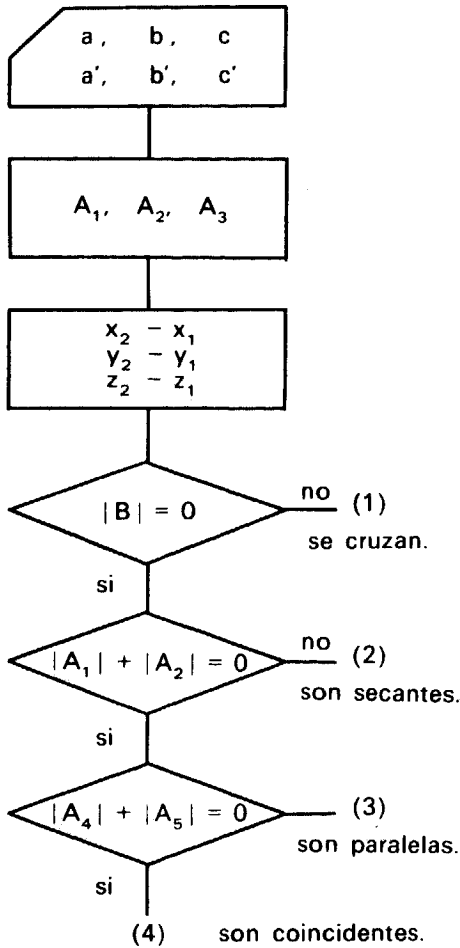 a, b, c
a', b', c'
A₁, A₂, A₃
x₂ − x₁
y₂ − y₁
z₂ − z₁
|B| = 0
no (1)
se cruzan.
si
|A₁| + |A₂| = 0
no (2)
son secantes.
si
|A₄| + |A₅| = 0
(3)
son paralelas.
si
(4) son coincidentes.